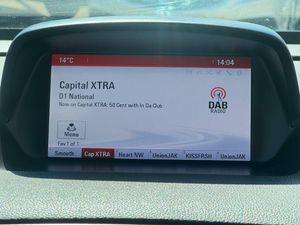 14°C 14:04
Capital XTRA
D1 National
Now on Capital XTRA: 50 Cent with In Da Club
DAB
RADIO
Menu
Fav 1 of 1
Smooth Cap XTRA Heart NW UnionJAK KISSFRSH UnionJAK